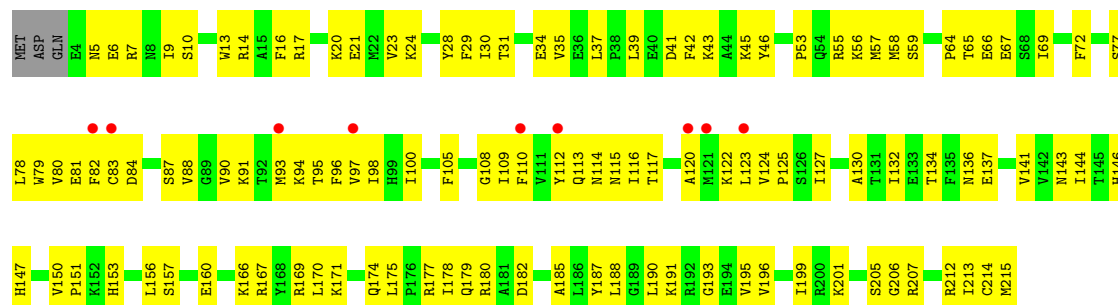 MET ASP GLN E4 N5 E6 R7 N8 I9 S10 W13 R14 A15 F16 R17 K20 E21 M22 V23 K24 Y28 F29 I30 T31 E34 V35 E36 L37 P38 L39 E40 D41 F42 K43 A44 K45 Y46 P53 Q54 R55 K56 M57 M58 S59 P64 T65 E66 E67 S68 I69 F72 S77
L78 W79 V80 E81 F82 C83 D84 S87 V88 G89 V90 K91 T92 M93 K94 T95 F96 V97 I98 H99 I100 F105 G108 I109 F110 V111 Y112 Q113 N114 N115 I116 T117 A120 M121 K122 L123 V124 P125 S126 I127 A130 T131 I132 E133 T134 F135 N136 E137 V141 V142 N143 I144 T145 H146
H147 V150 P151 K152 H153 L156 S157 E160 K166 R167 Y168 R169 L170 K171 Q174 L175 P176 R177 I178 Q179 R180 A181 D182 A185 L186 Y187 L188 G189 L190 K191 R192 G193 E194 V195 V196 I199 R200 K201 S205 G206 R207 R212 I213 C214 M215